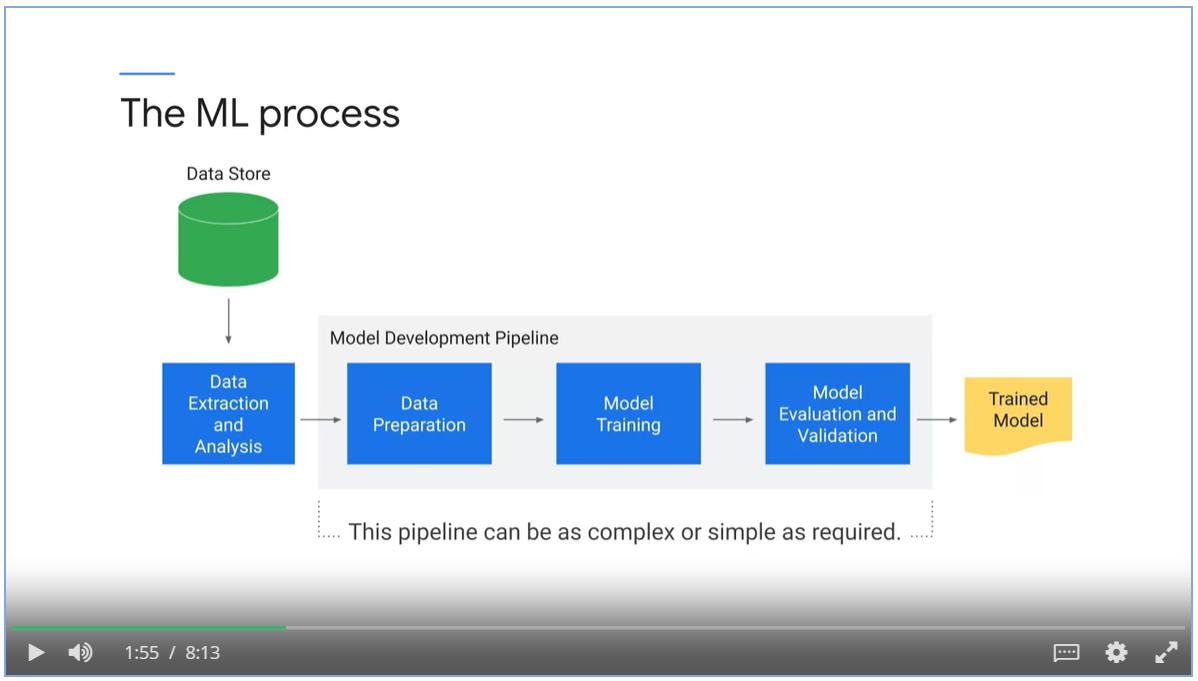 The ML process
Data Store
Model Development Pipeline
Data
Extraction
and
Analysis
Data
Preparation
Model
Training
Model
Evaluation and
Validation
Trained
Model
This pipeline can be as complex or simple as required.
1:55 / 8:13